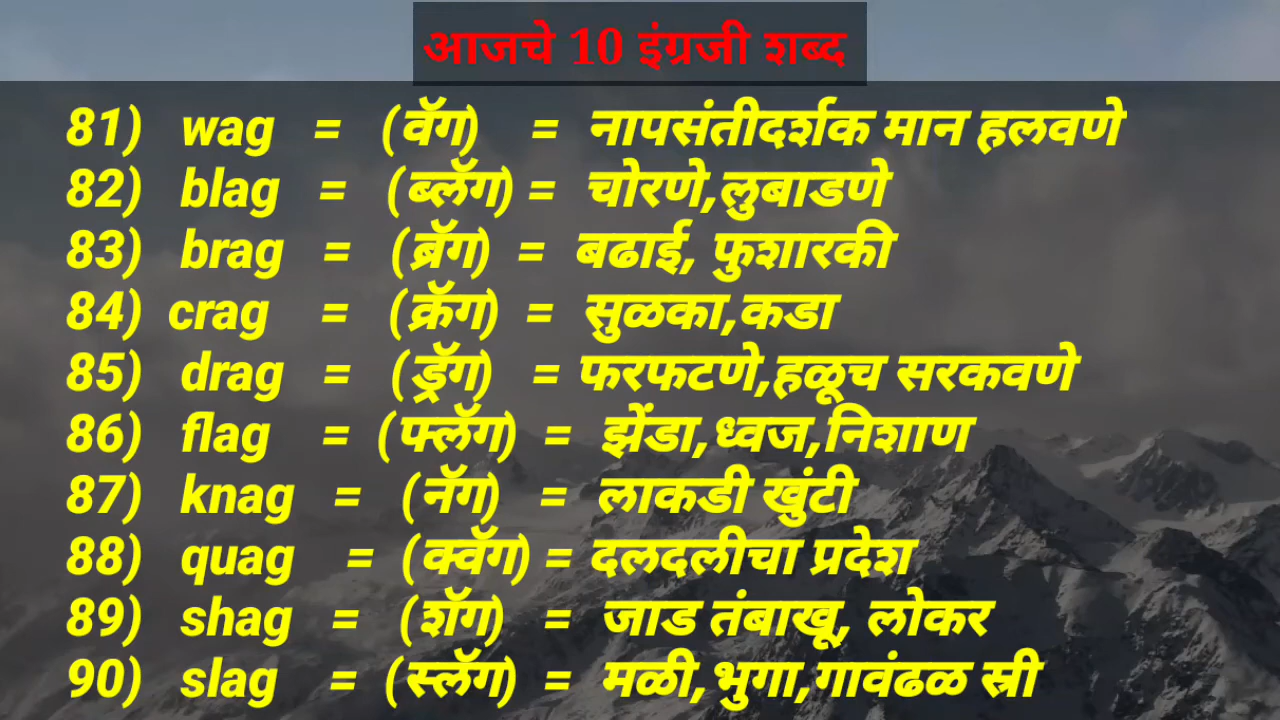 आजचे 10 इंग्रजी शब्द
81) wag = (वॅग) = नापसंतीदर्शक मान हलवणे
82) blag = (ब्लॅग) = चोरणे,लुबाडणे
83) brag = (ब्रॅग) = बढाई, फुशारकी
84) crag = (क्रॅग) = सुळका,कडा
85) drag = (ड्रॅग) = फरफटणे,हळूच सरकवणे
86) flag = (फ्लॅग) = झेंडा,ध्वज,निशाण
87) knag = (नॅग) = लाकडी खुंटी
88) quag = (क्वॅग) = दलदलीचा प्रदेश
89) shag = (शॅग) = जाड तंबाखू, लोकर
90) slag = (स्लॅग) = मळी,भुगा,गावंढळ स्री